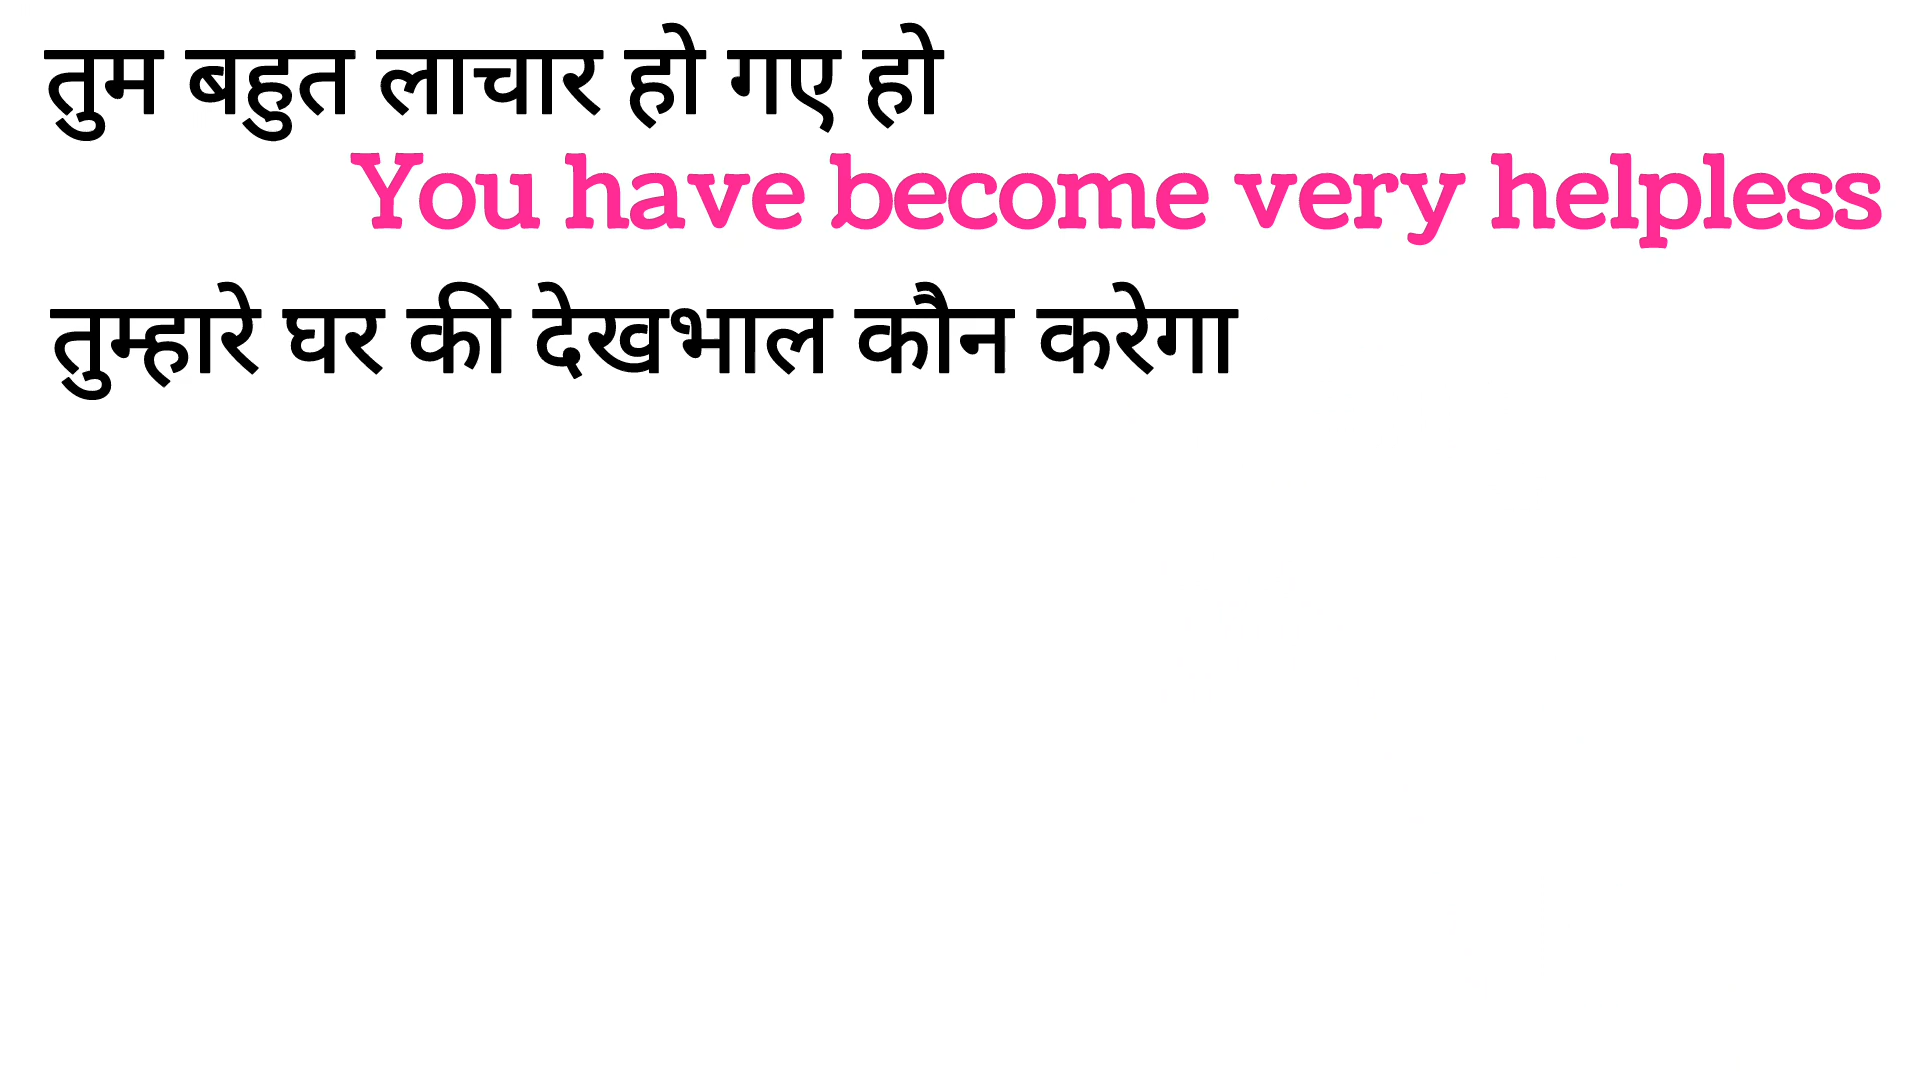 तुम बहुत लाचार हो गए हो
You have become very helpless
तुम्हारे घर की देखभाल कौन करेगा